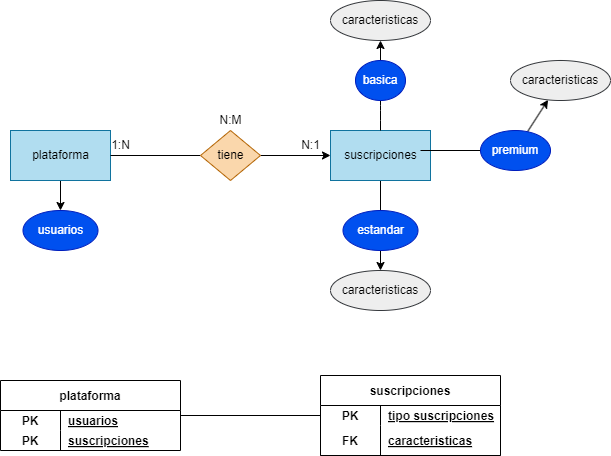 caracteristicas
basica
caracteristicas
N:M
1:N
N:1
plataforma
tiene
suscripciones
premium
usuarios
estandar
caracteristicas
plataforma
PK usuarios
PK suscripciones
suscripciones
PK tipo suscripciones
FK caracteristicas